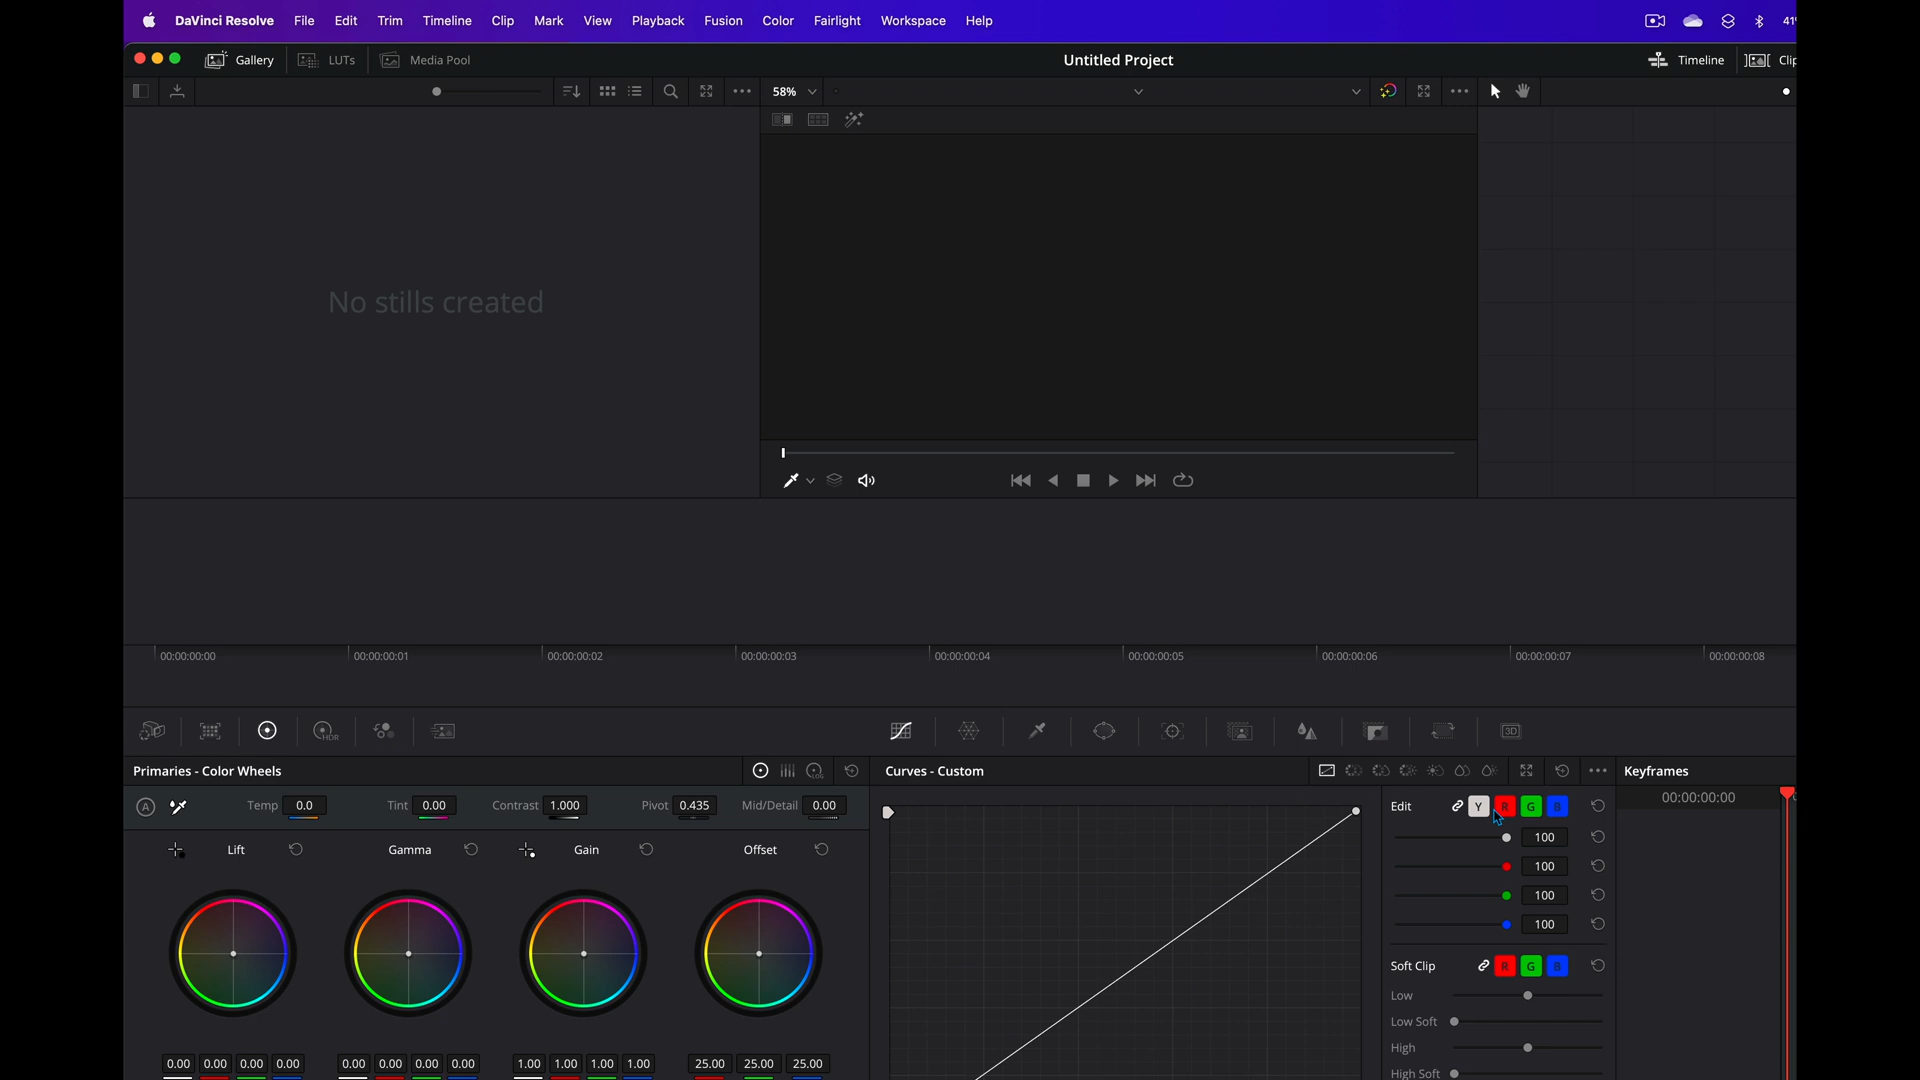 DaVinci Resolve File Edit Trim Timeline Clip Mark View Playback Fusion Color Fairlight Workspace Help 41
Gallery LUTs Media Pool Untitled Project Timeline Clip
58%
No stills created
00:00:00:00 00:00:00:01 00:00:00:02 00:00:00:03 00:00:00:04 00:00:00:05 00:00:00:06 00:00:00:07 00:00:00:08
HDR 3D
Primaries - Color Wheels LOG Curves - Custom Keyframes
A Temp 0.0 Tint 0.00 Contrast 1.000 Pivot 0.435 Mid/Detail 0.00 Edit Y R G B 00:00:00:00
Lift Gamma Gain Offset
100
100
100
100
Soft Clip R G B
Low
Low Soft
High
0.00 0.00 0.00 0.00 0.00 0.00 0.00 0.00 1.00 1.00 1.00 1.00 25.00 25.00 25.00
High Soft